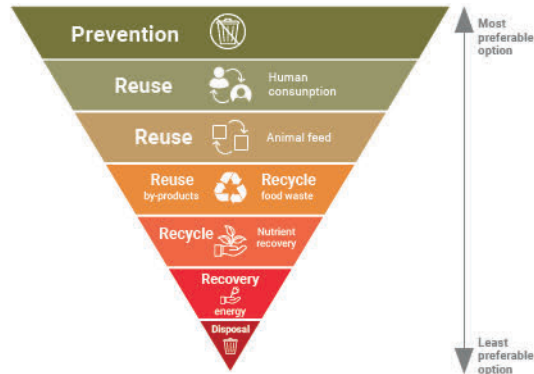 Prevention
Reuse
Human
consunption
Reuse
Animal feed
Reuse
by-products
Recycle
food waste
Recycle
Nutrient
recovery
Recovery
energy
Disposal
Most
preferable
option
Least
preferable
option